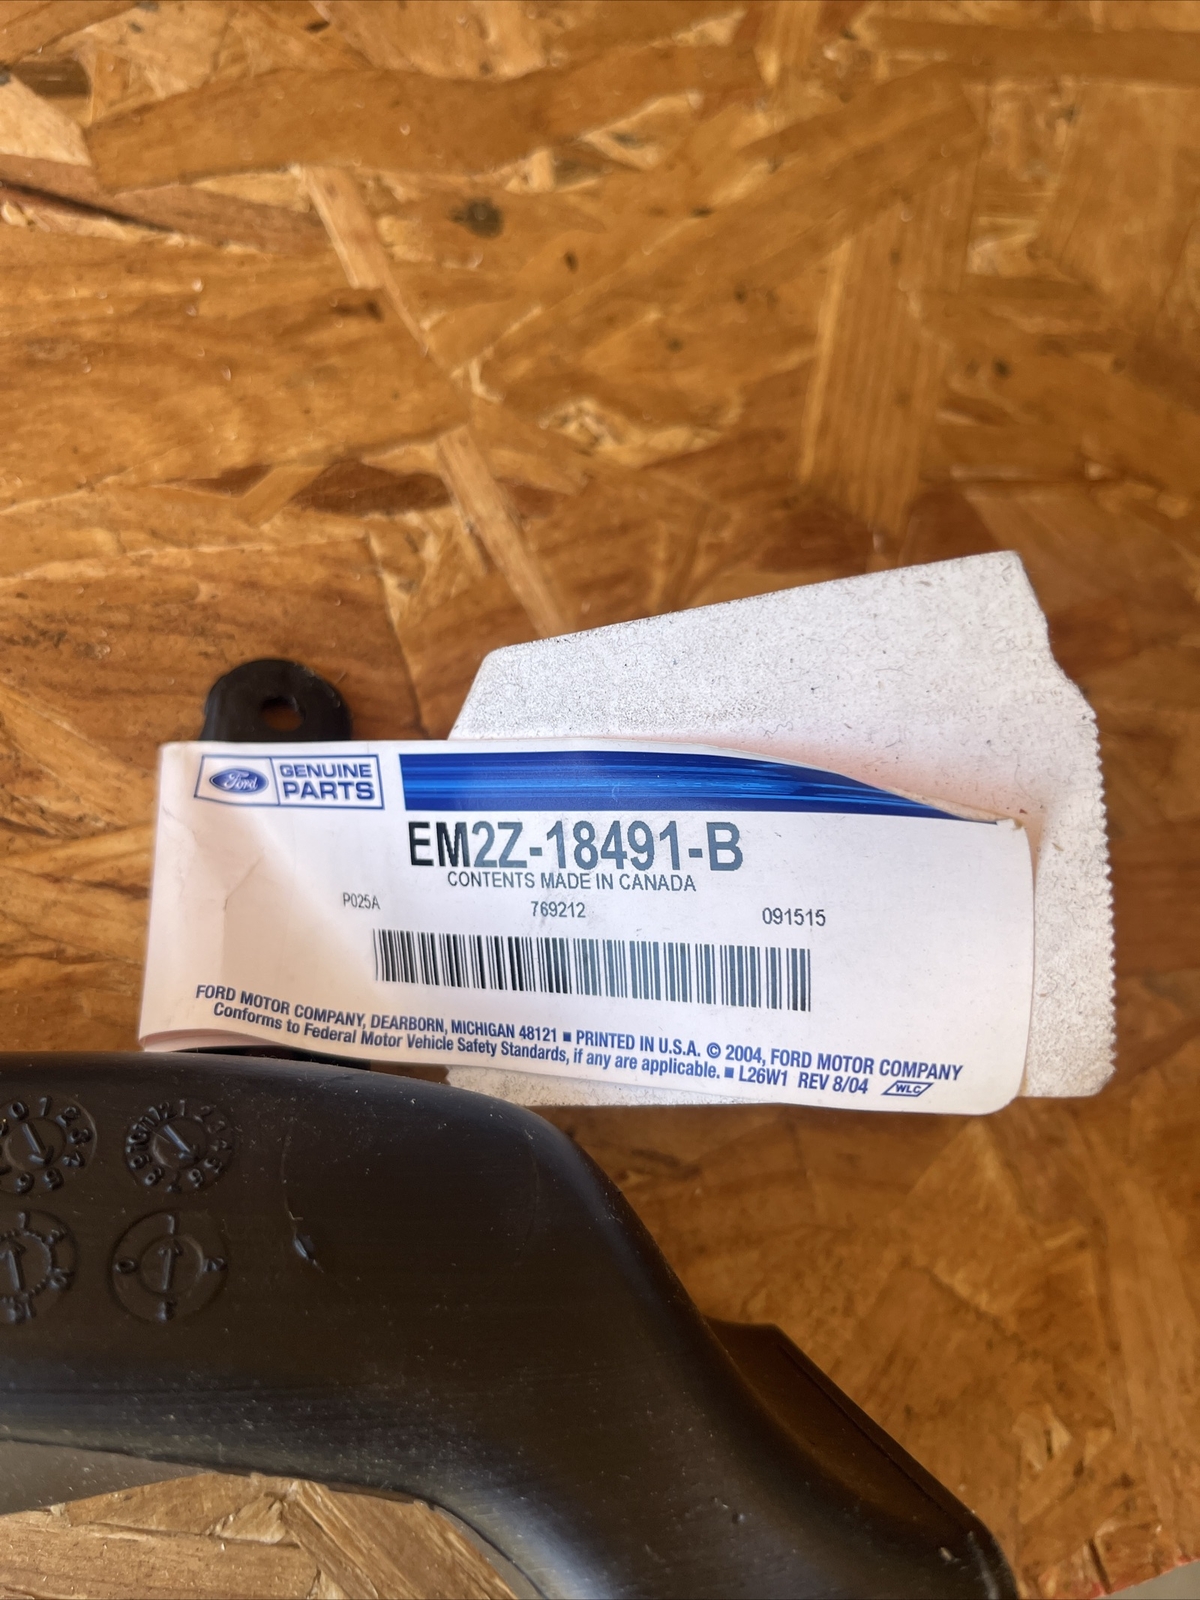 Ford GENUINE
PARTS
EM2Z-18491-B
CONTENTS MADE IN CANADA
P025A 769212 091515
FORD MOTOR COMPANY, DEARBORN, MICHIGAN 48121 ■ PRINTED IN U.S.A. © 2004, FORD MOTOR COMPANY
Conforms to Federal Motor Vehicle Safety Standards, if any are applicable. ■ L26W1 REV 8/04 WLC